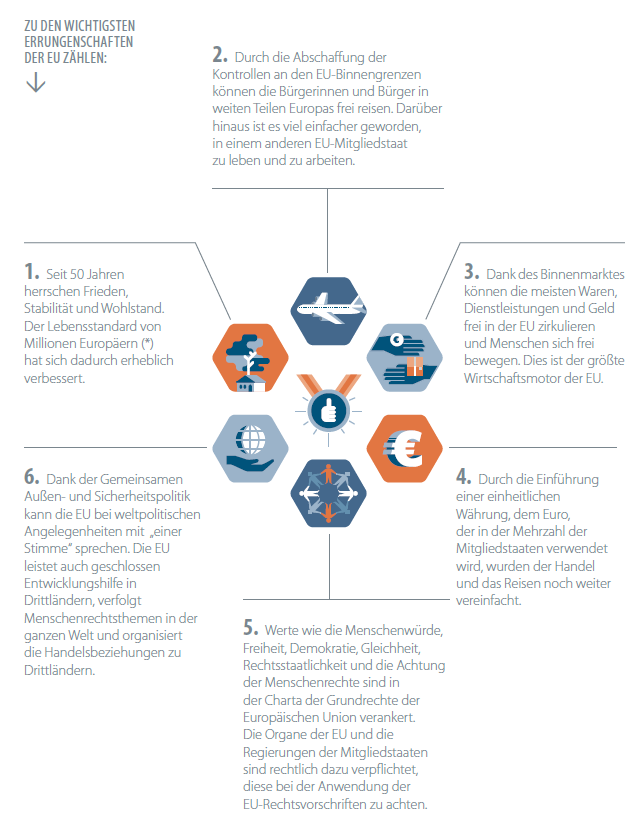 ZU DEN WICHTIGSTEN
ERRUNGENSCHAFTEN
DER EU ZÄHLEN:
1. Seit 50 Jahren
herrschen Frieden,
Stabilität und Wohlstand.
Der Lebensstandard von
Millionen Europäern (*)
hat sich dadurch erheblich
verbessert.
2. Durch die Abschaffung der
Kontrollen an den EU-Binnengrenzen
können die Bürgerinnen und Bürger in
weiten Teilen Europas frei reisen. Darüber
hinaus ist es viel einfacher geworden,
in einem anderen EU-Mitgliedstaat
zu leben und zu arbeiten.
3. Dank des Binnenmarktes
können die meisten Waren,
Dienstleistungen und Geld
frei in der EU zirkulieren
und Menschen sich frei
bewegen. Dies ist der größte
Wirtschaftsmotor der EU.
4. Durch die Einführung
einer einheitlichen
Währung, dem Euro,
der in der Mehrzahl der
Mitgliedstaaten verwendet
wird, wurden der Handel
und das Reisen noch weiter
vereinfacht.
5. Werte wie die Menschenwürde,
Freiheit, Demokratie, Gleichheit,
Rechtsstaatlichkeit und die Achtung
der Menschenrechte sind in
der Charta der Grundrechte der
Europäischen Union verankert.
Die Organe der EU und die
Regierungen der Mitgliedstaaten
sind rechtlich dazu verpflichtet,
diese bei der Anwendung der
EU-Rechtsvorschriften zu achten.
6. Dank der Gemeinsamen
Außen- und Sicherheitspolitik
kann die EU bei weltpolitischen
Angelegenheiten mit „einer
Stimme“ sprechen. Die EU
leistet auch geschlossen
Entwicklungshilfe in
Drittländern, verfolgt
Menschenrechtsthemen in der
ganzen Welt und organisiert
die Handelsbeziehungen zu
Drittländern.
€
€